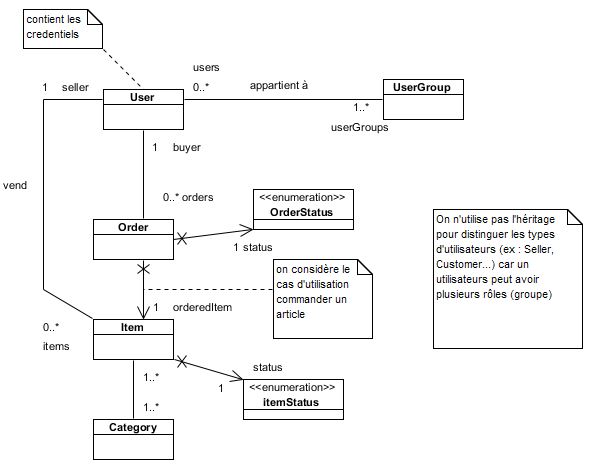 contient les
credentiels
users
1 seller
0..*
appartient à
User
UserGroup
1..*
userGroups
1 buyer
vend
0..* orders
<<enumeration>>
OrderStatus
Order
1 status
On n'utilise pas l'héritage
pour distinguer les types
d'utilisateurs (ex : Seller,
Customer...) car un
utilisateurs peut avoir
plusieurs rôles (groupe)
on considère le
cas d'utilisation
commander un
article
1 orderedItem
0..*
items
Item
status
1
<<enumeration>>
itemStatus
1..*
1..*
Category